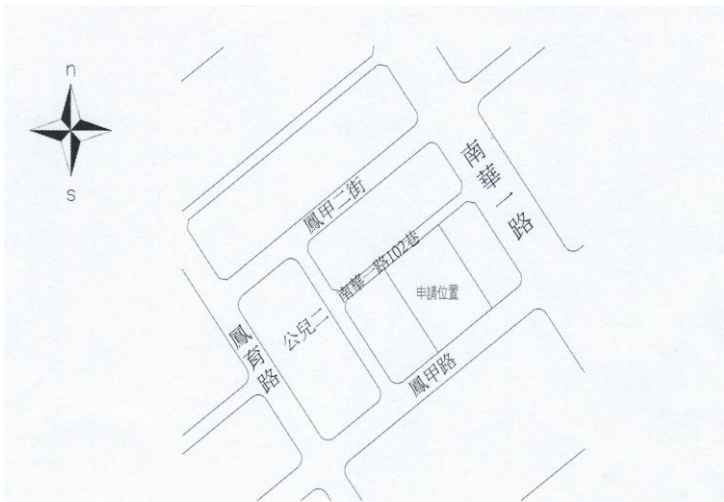 n
s
南華一路
鳳甲二街
南華一路102巷
申請位置
公兒二
鳳育路
鳳甲路